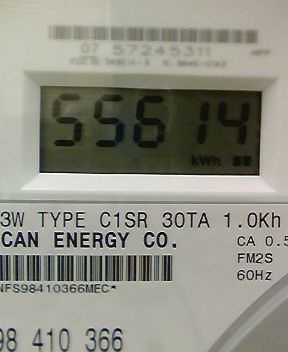 07 57245311
55614
kWh
3W TYPE C1SR 30TA 1.0Kh
CAN ENERGY CO.
CA 0.5
FM2S
60Hz
NFS98410366MEC*
98 410 366